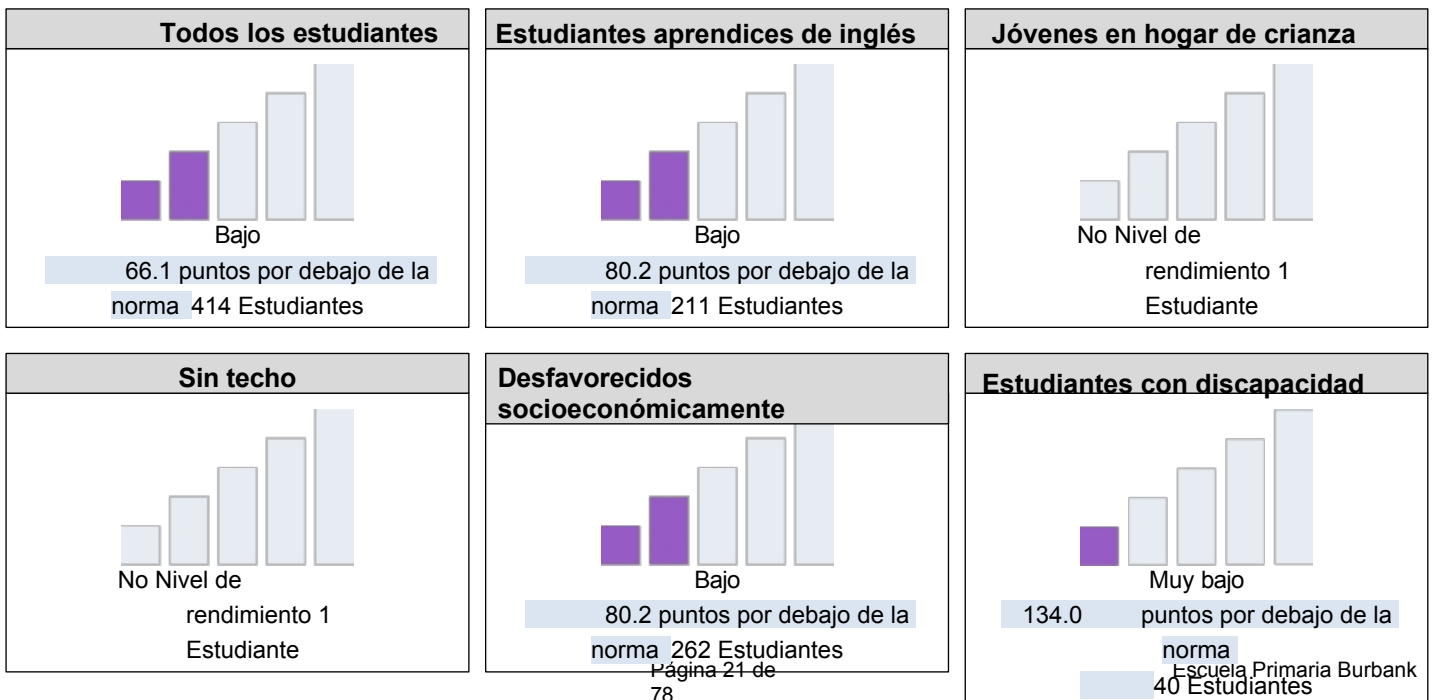 Todos los estudiantes
Bajo
66.1 puntos por debajo de la
norma 414 Estudiantes
Estudiantes aprendices de inglés
Bajo
80.2 puntos por debajo de la
norma 211 Estudiantes
Jóvenes en hogar de crianza
No Nivel de
rendimiento 1
Estudiante
Sin techo
No Nivel de
rendimiento 1
Estudiante
Desfavorecidos
socioeconómicamente
Bajo
80.2 puntos por debajo de la
norma 262 Estudiantes
Estudiantes con discapacidad
Muy bajo
134.0 puntos por debajo de la
norma
40 Estudiantes
Página 21 de
78
Escuela Primaria Burbank